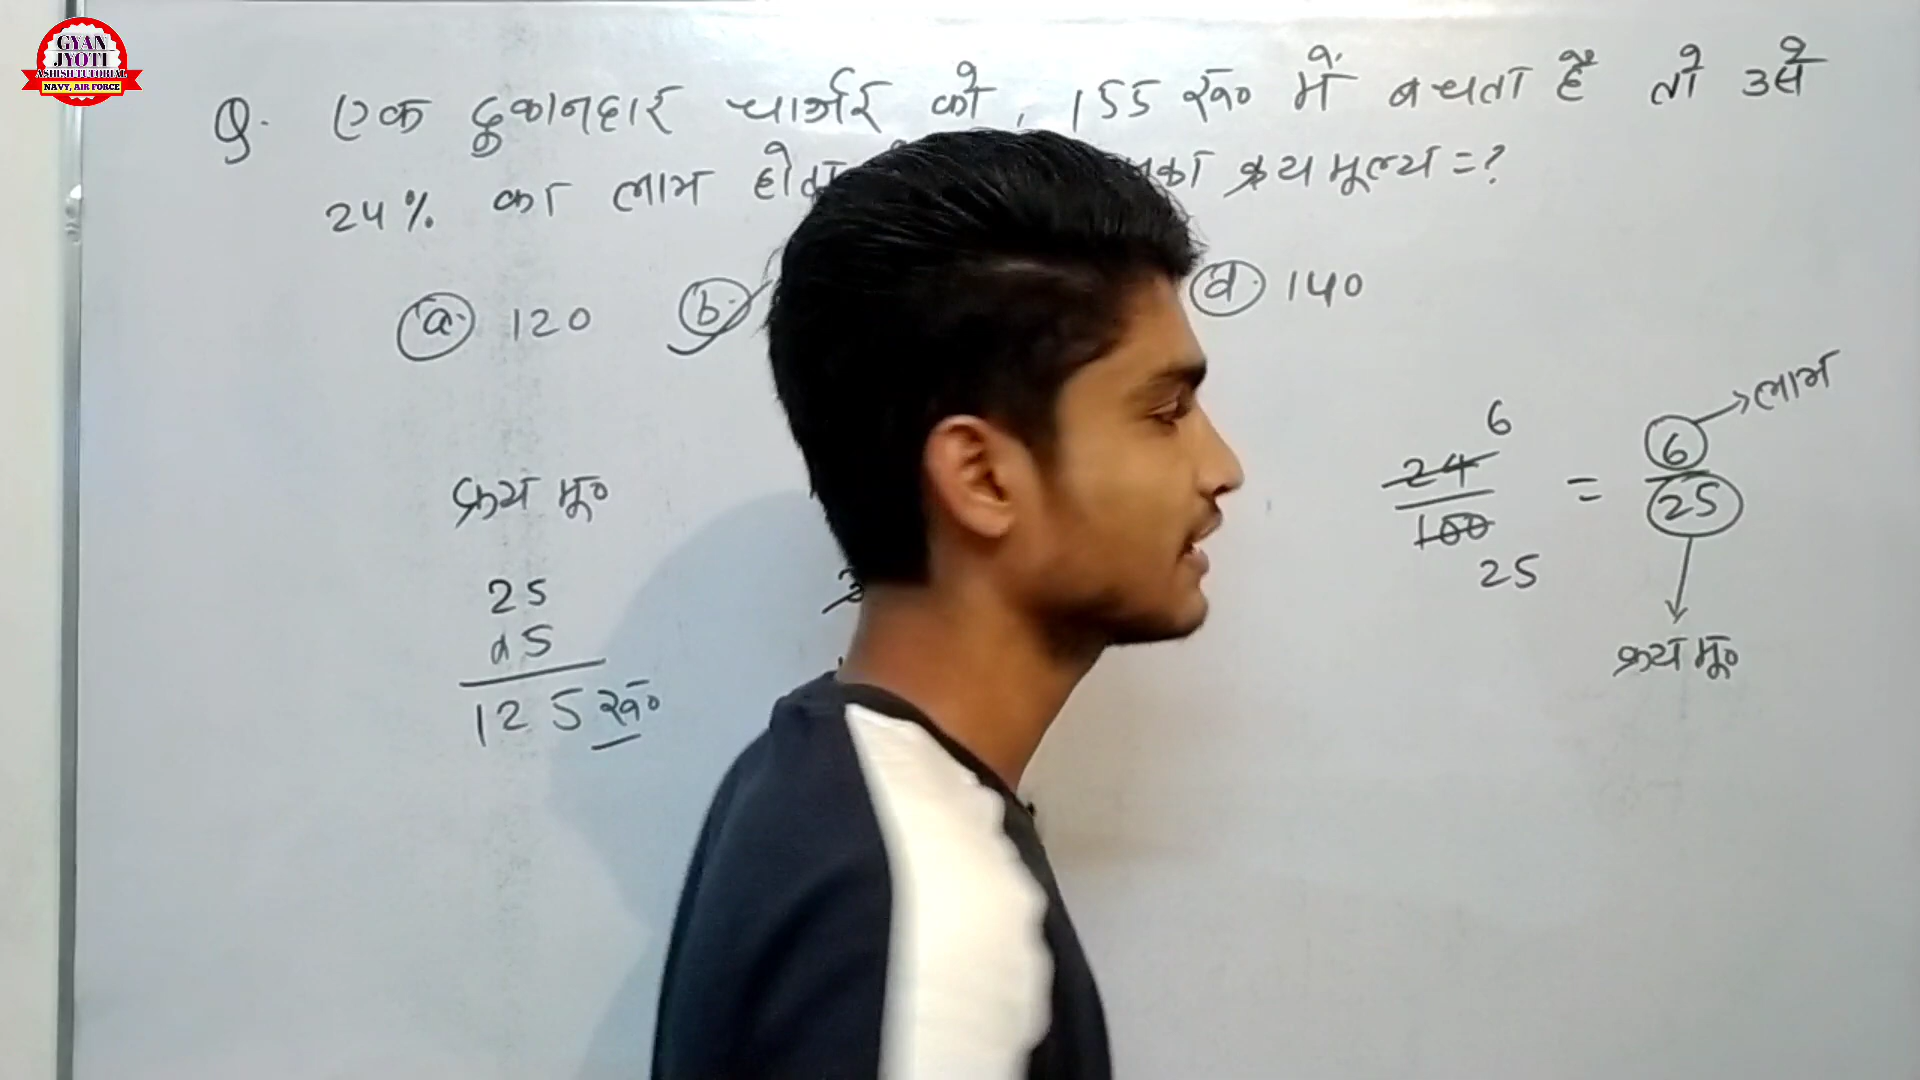 GYAN
JYOTI
ASHISH TUTORIAL
NAVY, AIR FORCE
Q. एक दुकानदार चार्जर को, 155 रु० में बेचता है तो उसे
24% का लाभ क्रय मूल्य = ?
(a) 120 (b) (d) 140
6
24/100 = 6/25 → लाभ
25
क्रय मू०
क्रय मू०
25
x 5
125 रु०